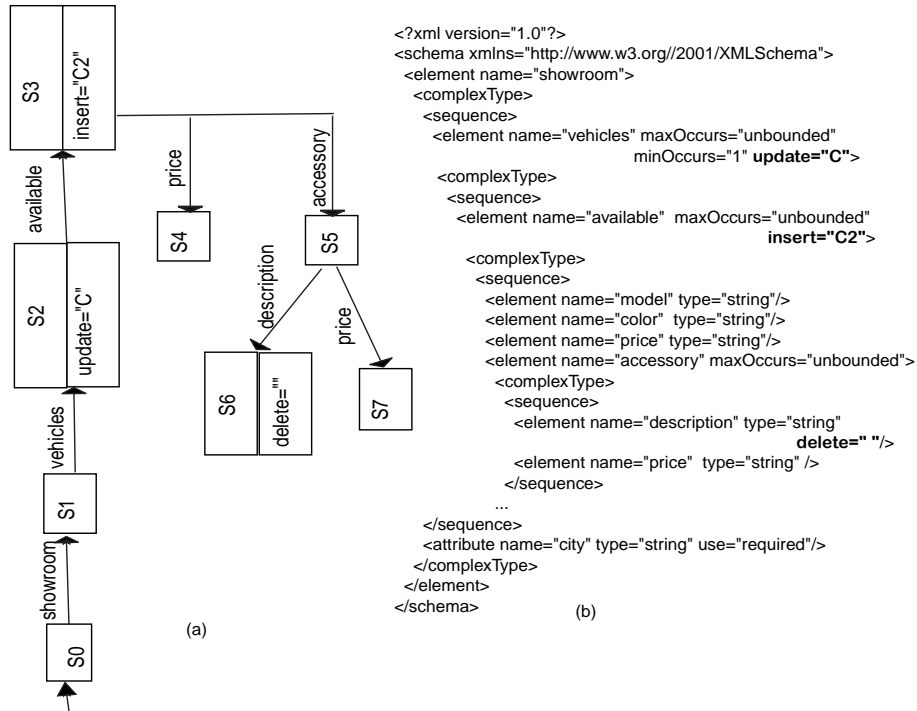 S3
insert="C2"
available
price
accessory
S4
S5
S2
update="C"
description
price
S6
delete=""
S7
vehicles
S1
showroom
S0
(a)
<?xml version="1.0"?>
<schema xmlns="http://www.w3.org//2001/XMLSchema">
<element name="showroom">
<complexType>
<sequence>
<element name="vehicles" maxOccurs="unbounded"
minOccurs="1" update="C">
<complexType>
<sequence>
<element name="available" maxOccurs="unbounded"
insert="C2">
<complexType>
<sequence>
<element name="model" type="string"/>
<element name="color" type="string"/>
<element name="price" type="string"/>
<element name="accessory" maxOccurs="unbounded">
<complexType>
<sequence>
<element name="description" type="string"
delete=" "/>
<element name="price" type="string" />
</sequence>
...
</sequence>
<attribute name="city" type="string" use="required"/>
</complexType>
</element>
</schema>
(b)